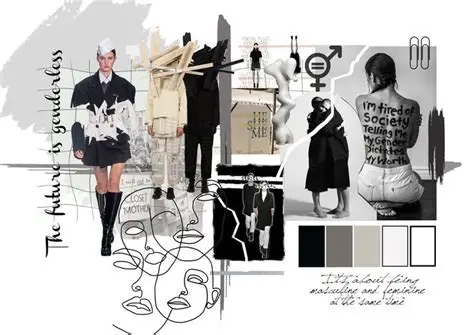 The future is genderless
HE
S
ME
CLOSET
MOTHER
I'm tired of
Society
Telling Me
My Gender
Dictates
My Worth
It's about being
masculine and feminine
at the same time